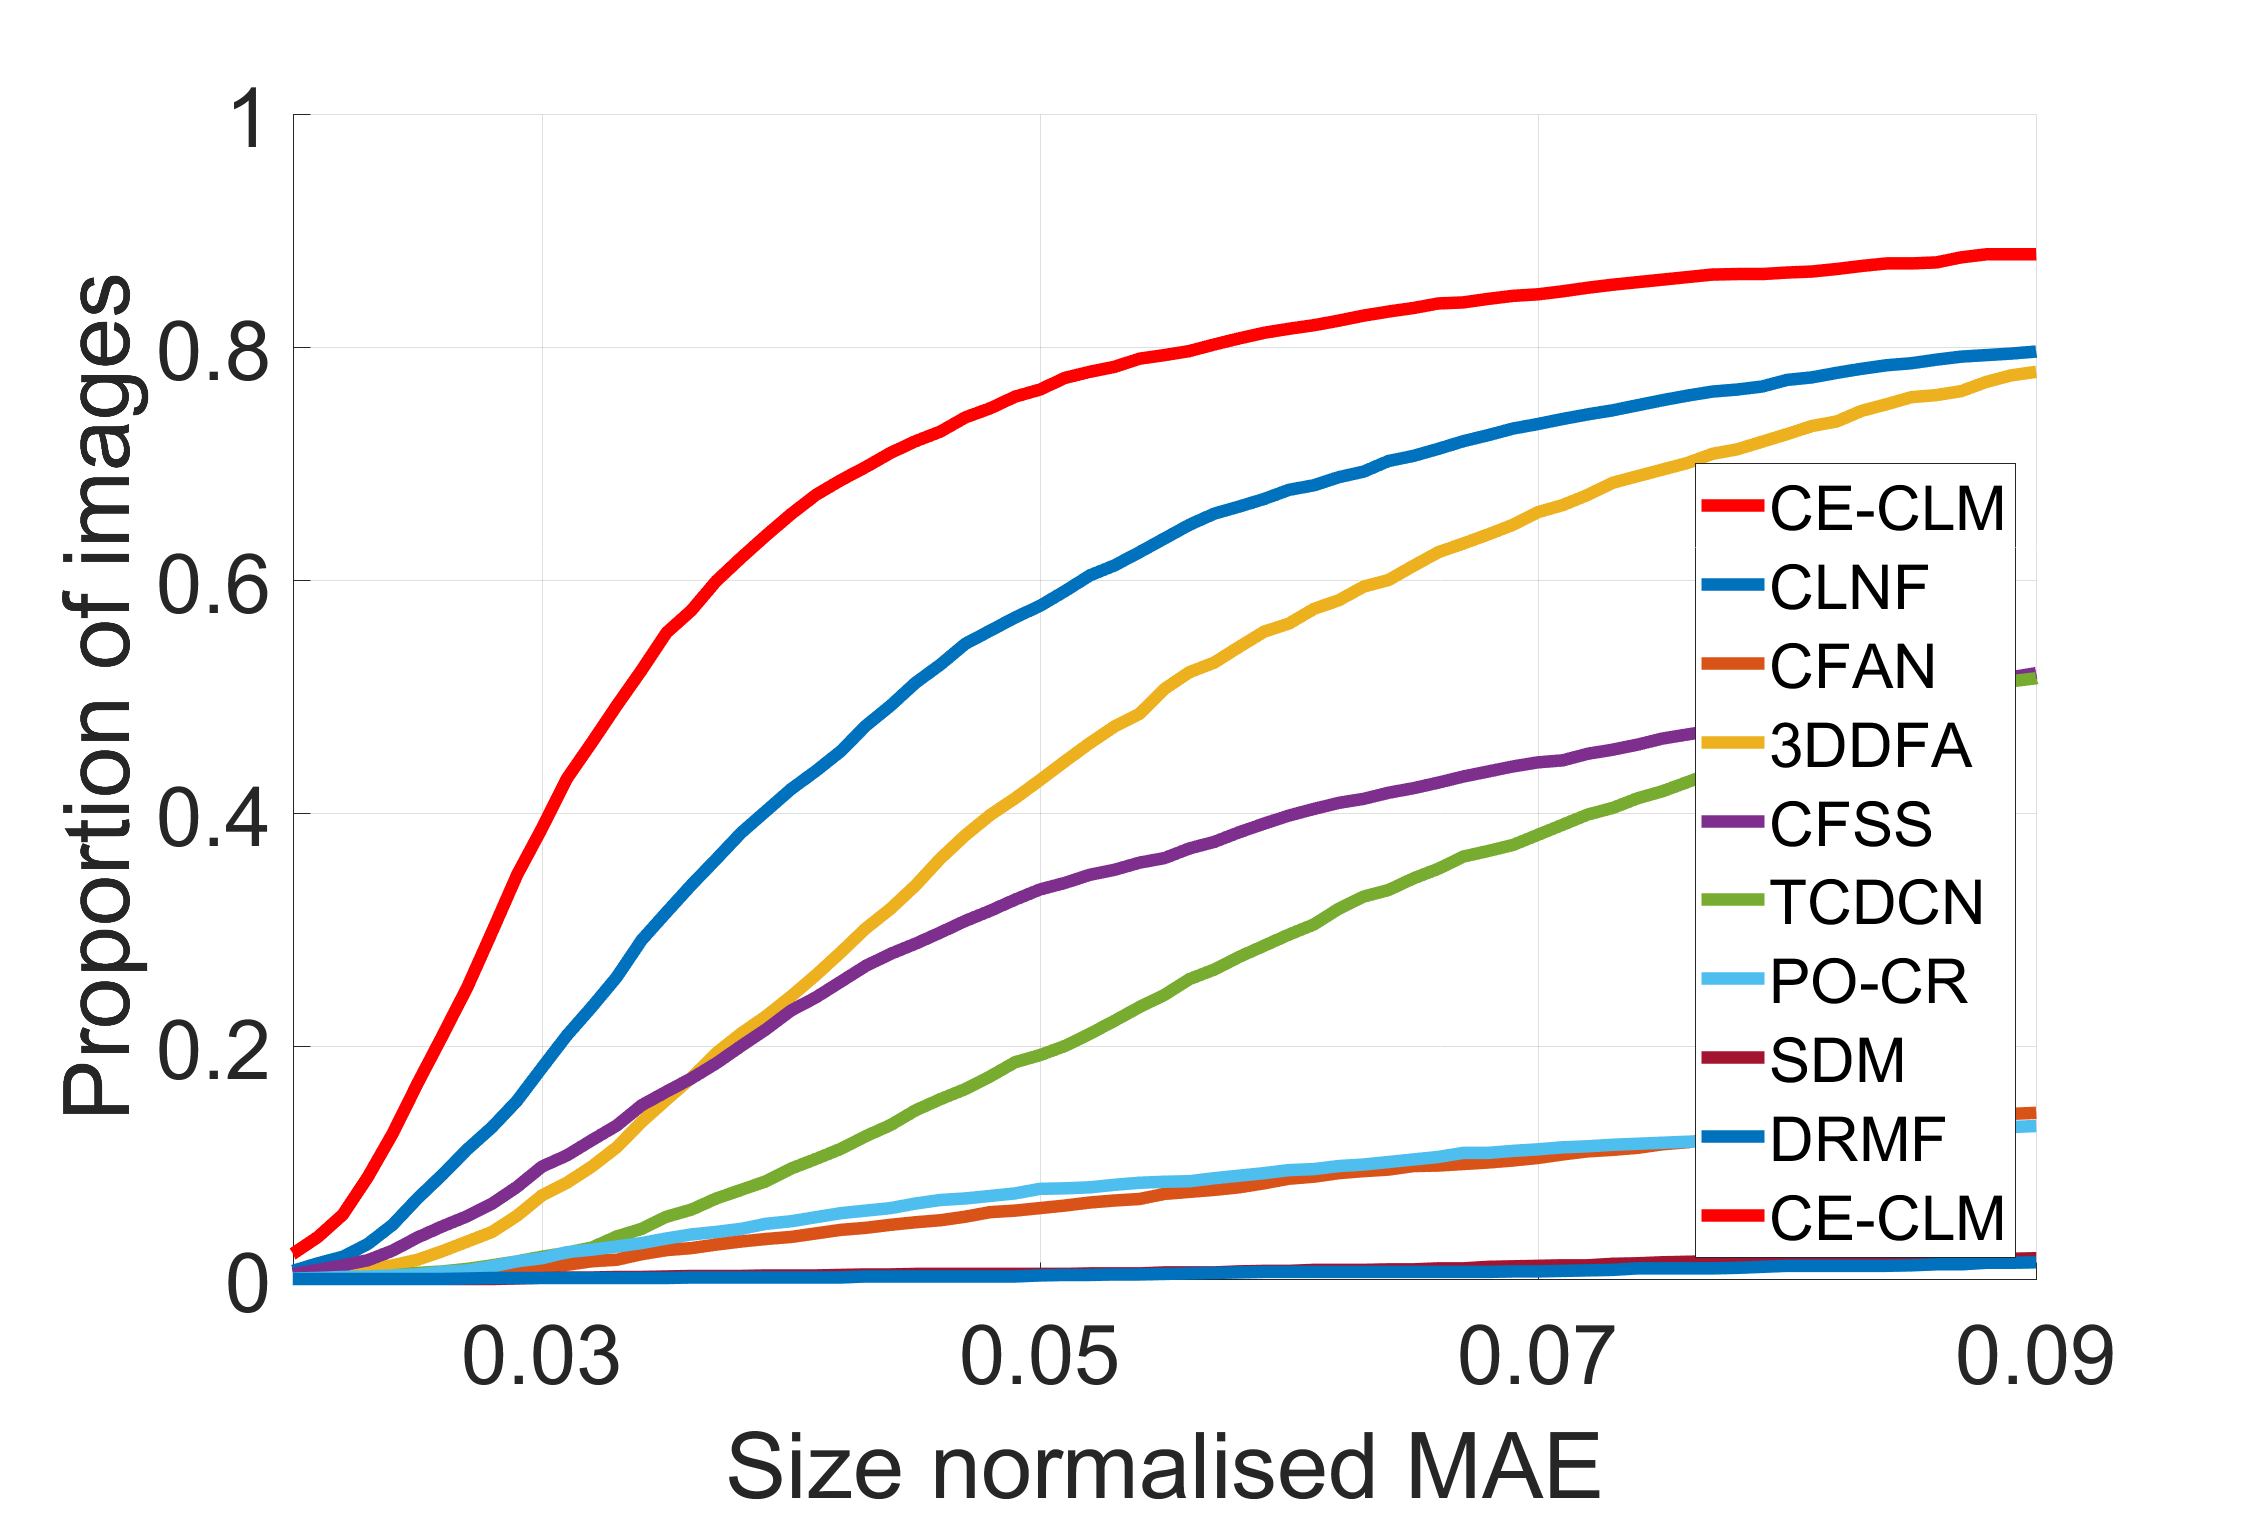 1
0.8
0.6
0.4
0.2
0
Proportion of images
0.03
0.05
0.07
0.09
Size normalised MAE
CE-CLM
CLNF
CFAN
3DDFA
CFSS
TCDCN
PO-CR
SDM
DRMF
CE-CLM